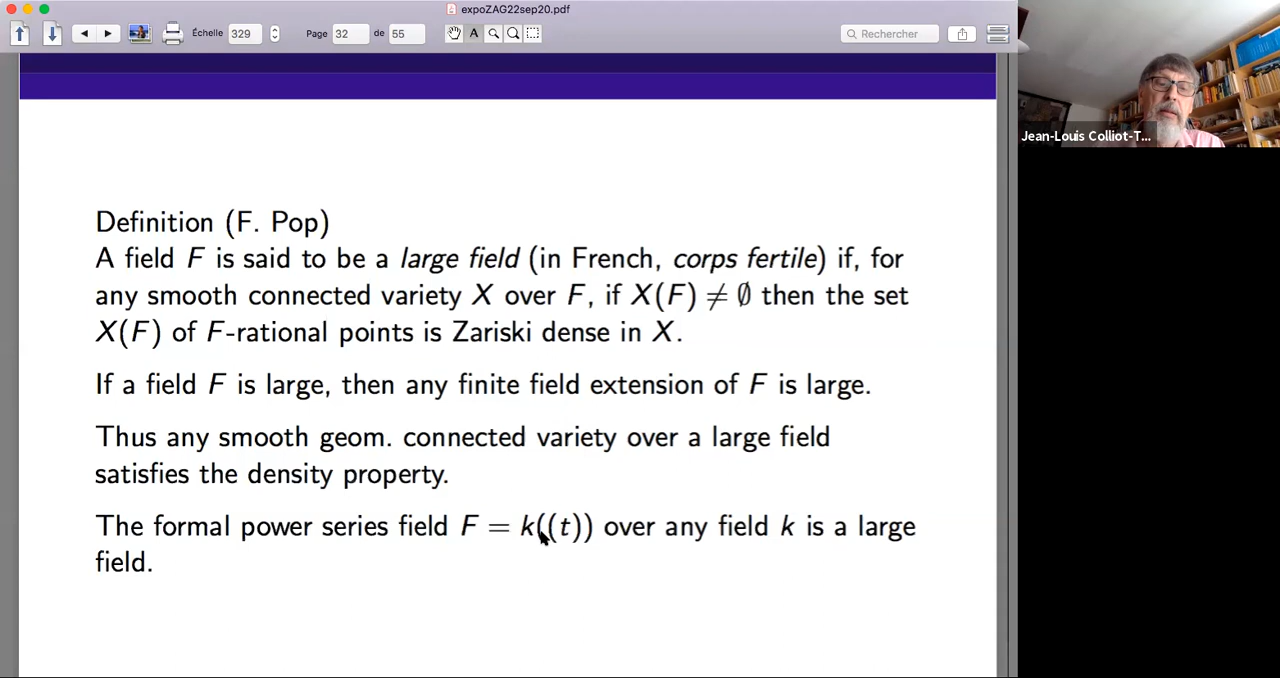 expoZAG22sep20.pdf
Échelle 329 Page 32 de 55 A Rechercher
Jean-Louis Colliot-T...
Definition (F. Pop)
A field F is said to be a large field (in French, corps fertile) if, for
any smooth connected variety X over F, if X(F) ≠ ∅ then the set
X(F) of F-rational points is Zariski dense in X.
If a field F is large, then any finite field extension of F is large.
Thus any smooth geom. connected variety over a large field
satisfies the density property.
The formal power series field F = k((t)) over any field k is a large
field.